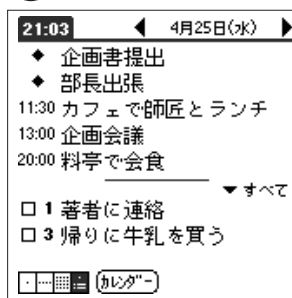 21:03 ◀ 4月25日(水) ▶
◆ 企画書提出
◆ 部長出張
11:30 カフェで師匠とランチ
13:00 企画会議
20:00 料亭で会食
▼すべて
1 著者に連絡
3 帰りに牛乳を買う
カレンダー